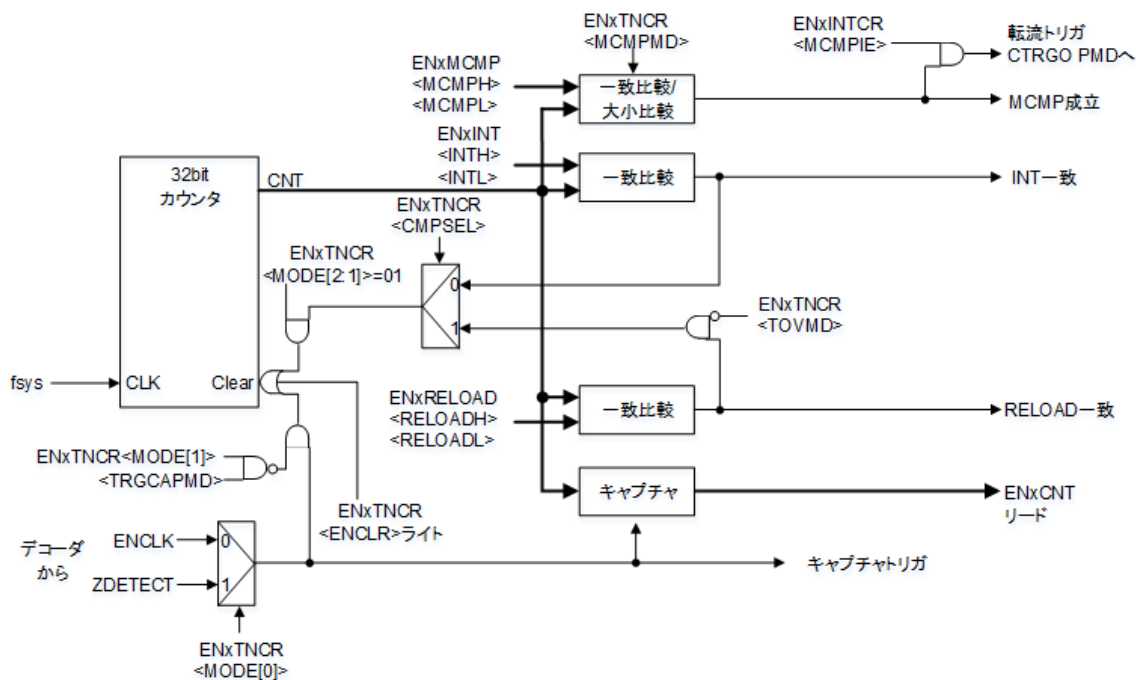 ENxTNCR
<MCMPMD>
ENxINTCR
<MCMPIE>
転流トリガ
CTRGO PMDへ
ENxMCMP
<MCMPH>
<MCMPL>
一致比較/
大小比較
MCMP成立
ENxINT
<INTH>
<INTL>
一致比較
INT一致
32bit
カウンタ
CNT
ENxTNCR
<CMPSEL>
ENxTNCR
<MODE[2:1]>=01
0
1
ENxTNCR
<TOVMD>
fsys
CLK
Clear
ENxRELOAD
<RELOADH>
<RELOADL>
一致比較
RELOAD一致
ENxTNCR<MODE[1]>
<TRGCAPMD>
キャプチャ
ENxCNT
リード
ENxTNCR
<ENCLR>ライト
デコーダ
から
ENCLK
0
ZDETECT
1
キャプチャトリガ
ENxTNCR
<MODE[0]>